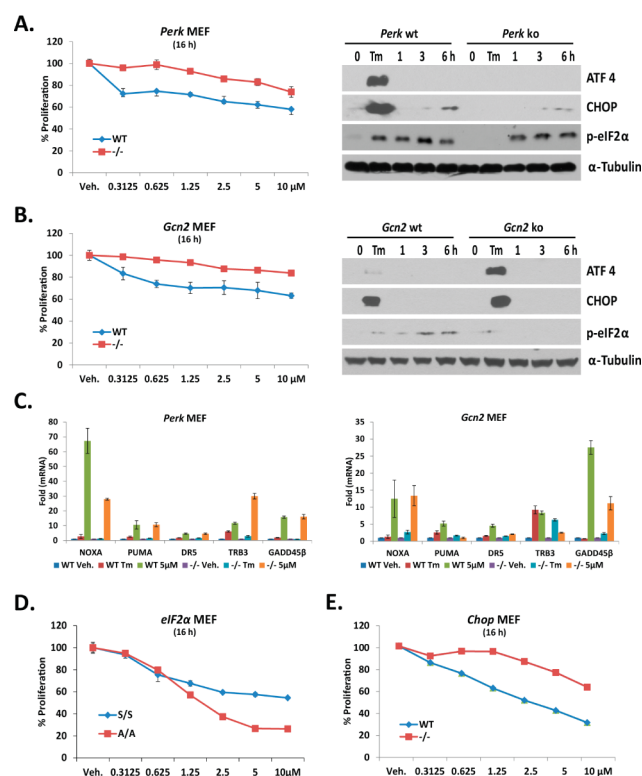 A.
Perk MEF
(16 h)
% Proliferation
120
100
80
60
40
20
0
WT
-/-
Veh. 0.3125 0.625 1.25 2.5 5 10 µM
Perk wt Perk ko
0 Tm 1 3 6 h 0 Tm 1 3 6 h
ATF 4
CHOP
p-eIF2α
α-Tubulin
B.
Gcn2 MEF
(16 h)
% Proliferation
120
100
80
60
40
20
0
WT
-/-
Veh. 0.3125 0.625 1.25 2.5 5 10 µM
Gcn2 wt Gcn2 ko
0 Tm 1 3 6 h 0 Tm 1 3 6 h
ATF 4
CHOP
p-eIF2α
α-Tubulin
C.
Perk MEF
Fold (mRNA)
80
70
60
50
40
30
20
10
0
NOXA PUMA DR5 TRB3 GADD45β
WT Veh. WT Tm WT 5µM -/- Veh. -/- Tm -/- 5µM
Gcn2 MEF
Fold (mRNA)
35
30
25
20
15
10
5
0
NOXA PUMA DR5 TRB3 GADD45β
WT Veh. WT Tm WT 5µM -/- Veh. -/- Tm -/- 5µM
D.
eIF2α MEF
(16 h)
% Proliferation
120
100
80
60
40
20
0
S/S
A/A
Veh. 0.3125 0.625 1.25 2.5 5 10µM
E.
Chop MEF
(16 h)
% Proliferation
120
100
80
60
40
20
0
WT
-/-
Veh. 0.3125 0.625 1.25 2.5 5 10µM